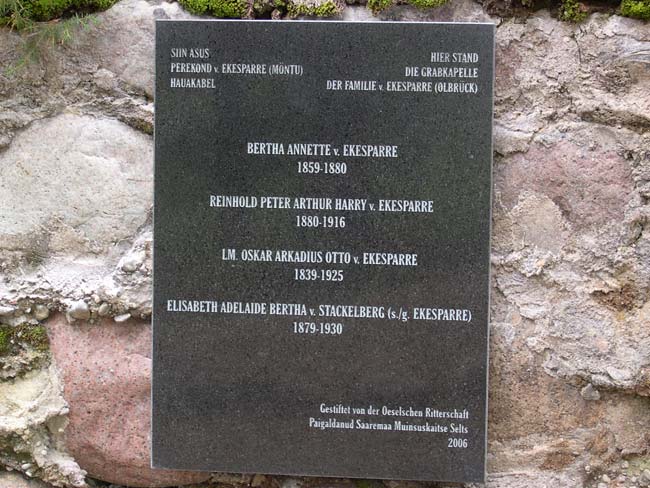 SIIN ASUS
PEREKOND v. EKESPARRE (MÖNTU)
HAUAKABEL
HIER STAND
DIE GRABKAPELLE
DER FAMILIE v. EKESPARRE (OLBRÜCK)
BERTHA ANNETTE v. EKESPARRE
1859-1880
REINHOLD PETER ARTHUR HARRY v. EKESPARRE
1880-1916
LM. OSKAR ARKADIUS OTTO v. EKESPARRE
1839-1925
ELISABETH ADELAIDE BERTHA v. STACKELBERG (s./g. EKESPARRE)
1879-1930
Gestiftet von der Oeselschen Ritterschaft
Paigaldanud Saaremaa Muinsuskaitse Selts
2006